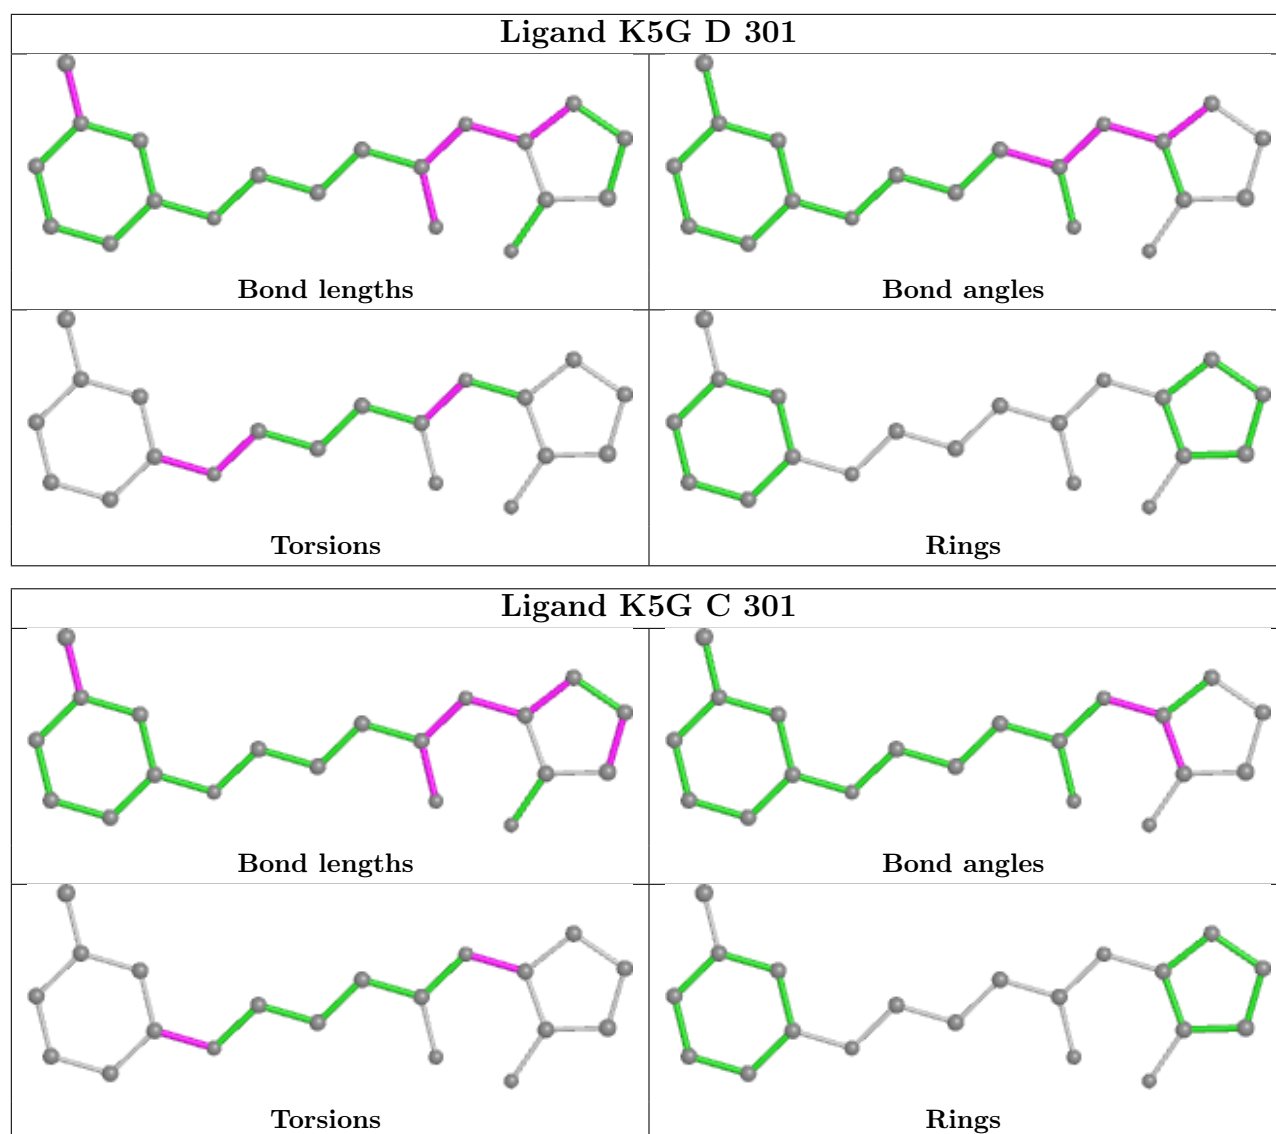 Ligand K5G D 301
Bond lengths
Bond angles
Torsions
Rings
Ligand K5G C 301
Bond lengths
Bond angles
Torsions
Rings